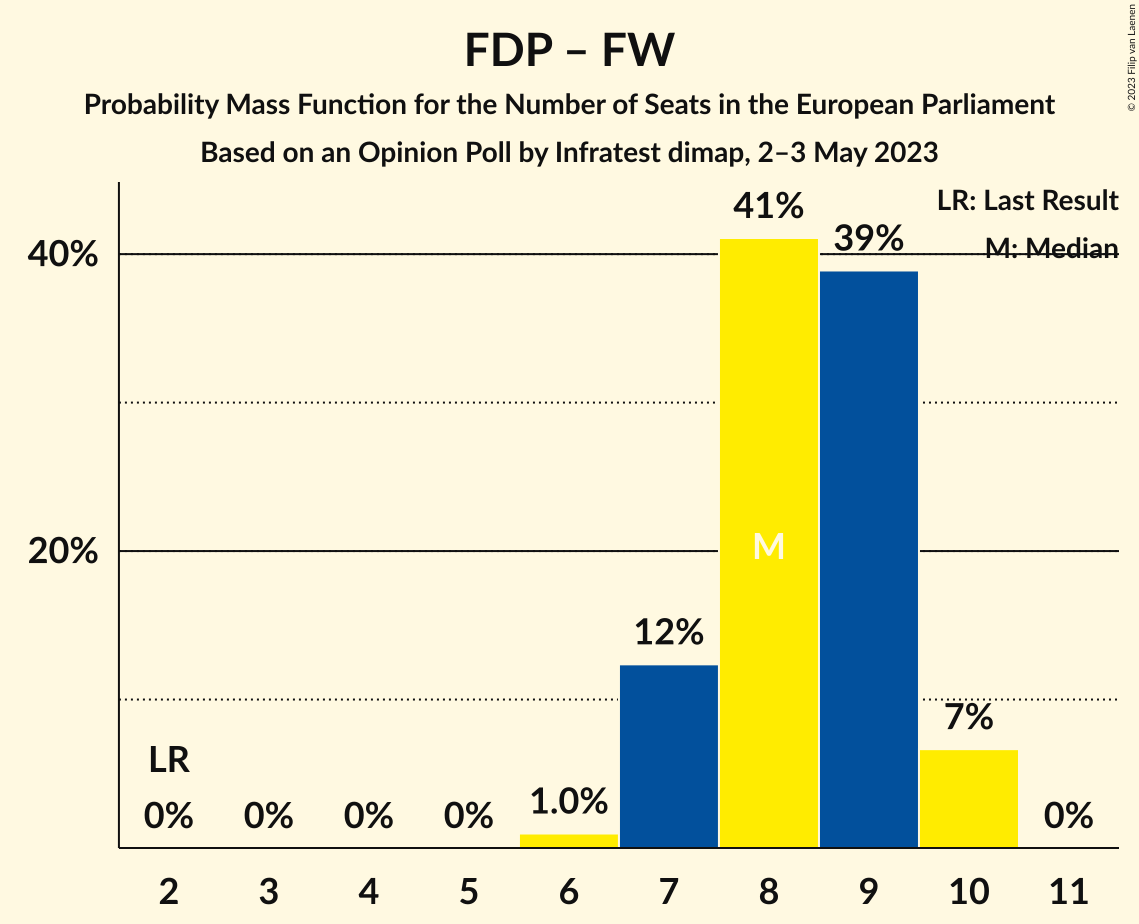 FDP – FW
Probability Mass Function for the Number of Seats in the European Parliament
Based on an Opinion Poll by Infratest dimap, 2–3 May 2023
© 2023 Filip van Laenen
LR: Last Result
M: Median
40%
20%
LR
0%
0%
0%
0%
1.0%
12%
41%
M
39%
7%
0%
2 3 4 5 6 7 8 9 10 11